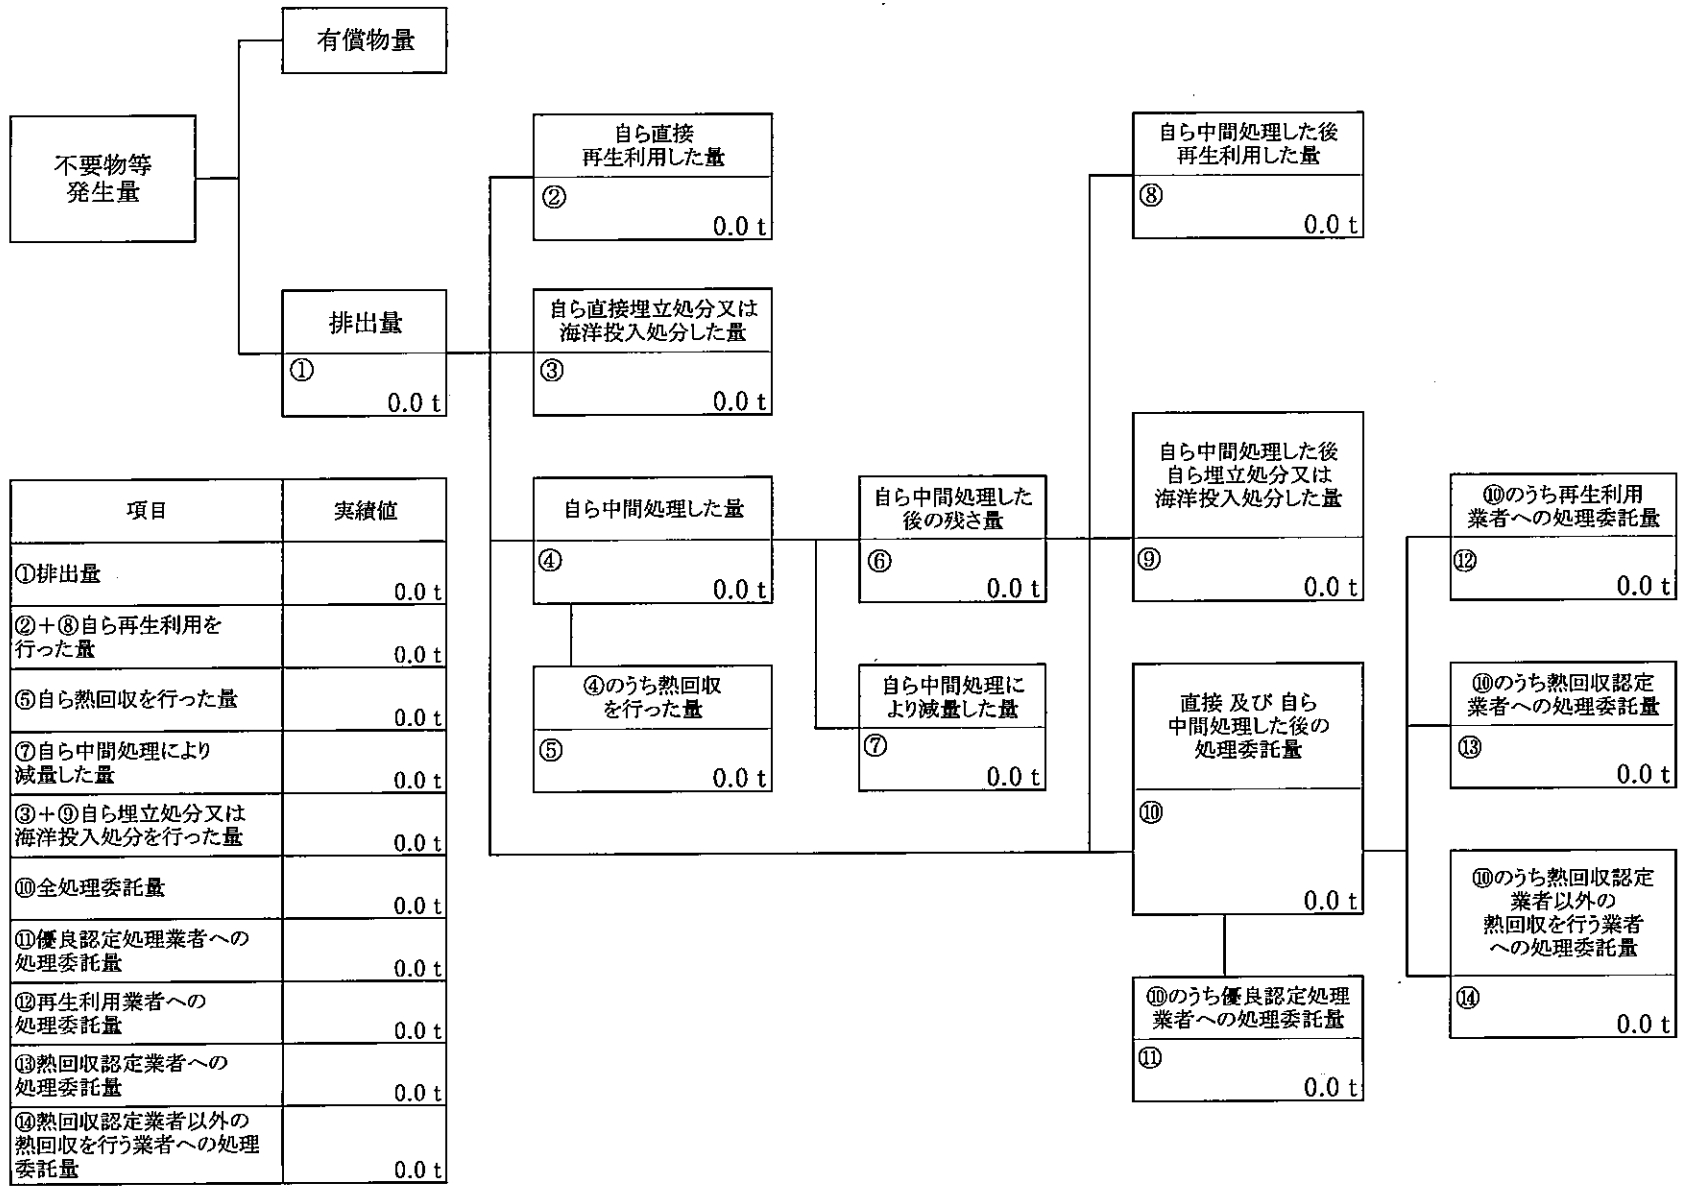 有償物量
不要物等
発生量
排出量
①
0.0 t
自ら直接
再生利用した量
②
0.0 t
自ら直接埋立処分又は
海洋投入処分した量
③
0.0 t
自ら中間処理した量
④
0.0 t
④のうち熱回収
を行った量
⑤
0.0 t
自ら中間処理した
後の残さ量
⑥
0.0 t
自ら中間処理に
より減量した量
⑦
0.0 t
自ら中間処理した後
再生利用した量
⑧
0.0 t
自ら中間処理した後
自ら埋立処分又は
海洋投入処分した量
⑨
0.0 t
直接 及び 自ら
中間処理した後の
処理委託量
⑩
0.0 t
⑩のうち優良認定処理
業者への処理委託量
⑪
0.0 t
⑩のうち再生利用
業者への処理委託量
⑫
0.0 t
⑩のうち熱回収認定
業者への処理委託量
⑬
0.0 t
⑩のうち熱回収認定
業者以外の
熱回収を行う業者
への処理委託量
⑭
0.0 t
項目 実績値
①排出量
0.0 t
②＋⑧自ら再生利用を
行った量
0.0 t
⑤自ら熱回収を行った量
0.0 t
⑦自ら中間処理により
減量した量
0.0 t
③＋⑨自ら埋立処分又は
海洋投入処分を行った量
0.0 t
⑩全処理委託量
0.0 t
⑪優良認定処理業者への
処理委託量
0.0 t
⑫再生利用業者への
処理委託量
0.0 t
⑬熱回収認定業者への
処理委託量
0.0 t
⑭熱回収認定業者以外の
熱回収を行う業者への処理
委託量
0.0 t